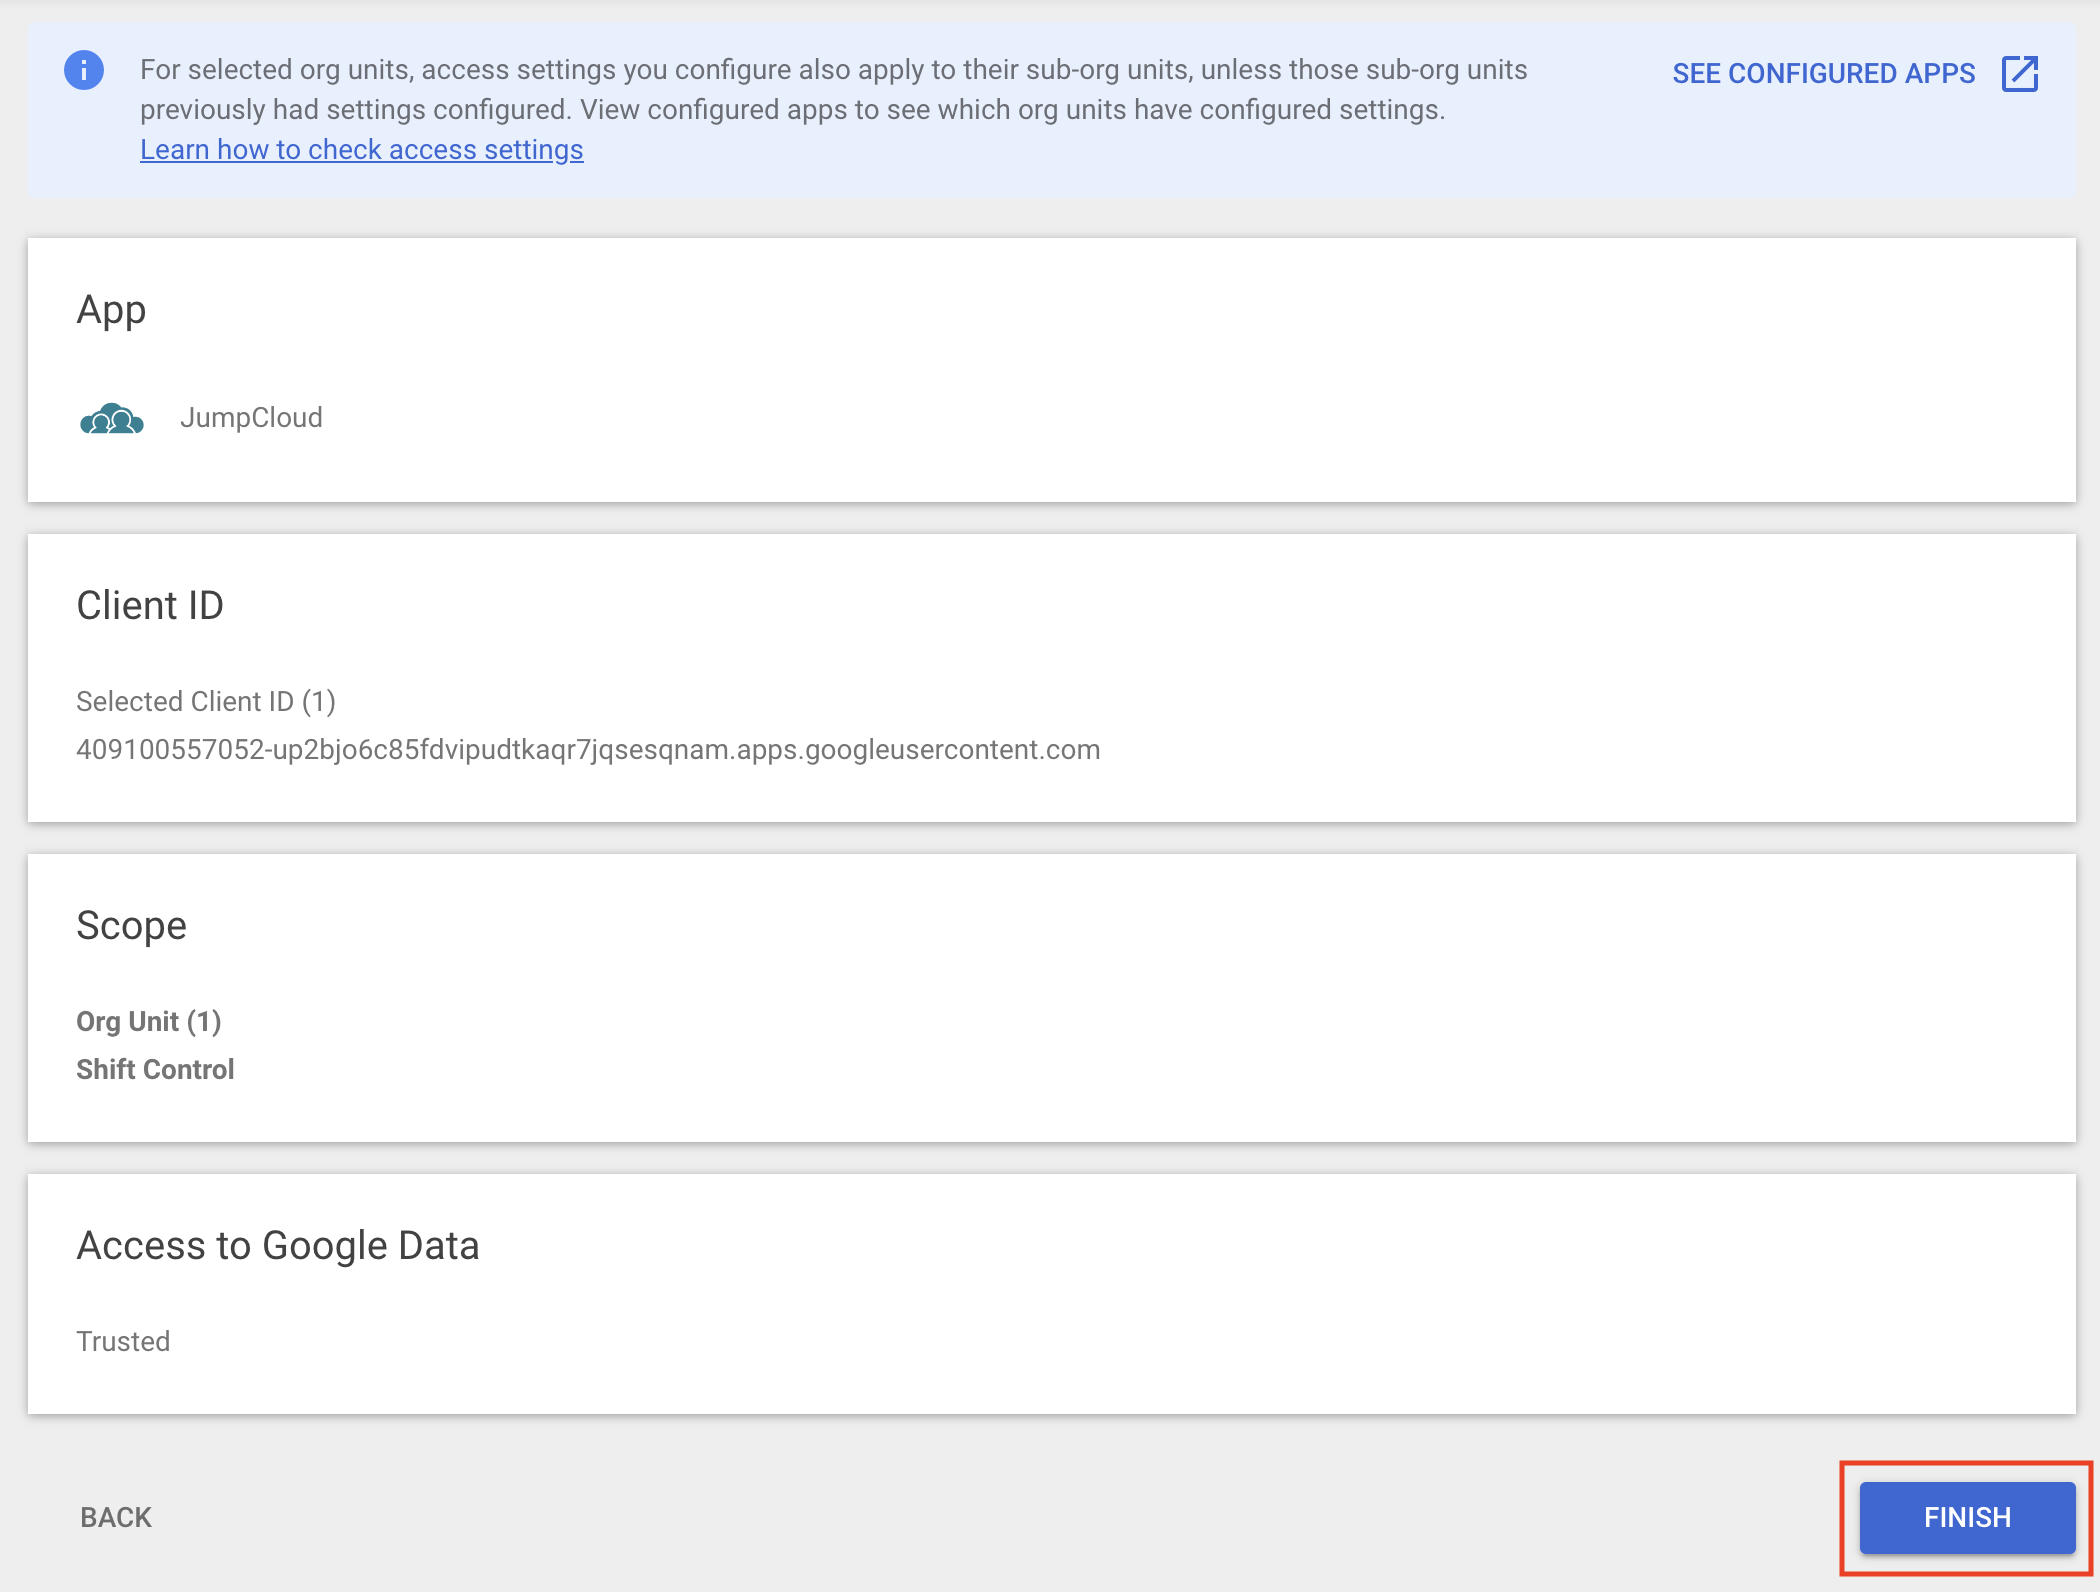 For selected org units, access settings you configure also apply to their sub-org units, unless those sub-org units
previously had settings configured. View configured apps to see which org units have configured settings.
Learn how to check access settings
SEE CONFIGURED APPS
App
JumpCloud
Client ID
Selected Client ID (1)
409100557052-up2bjo6c85fdvipudtkaqr7jqsesqnam.apps.googleusercontent.com
Scope
Org Unit (1)
Shift Control
Access to Google Data
Trusted
BACK
FINISH